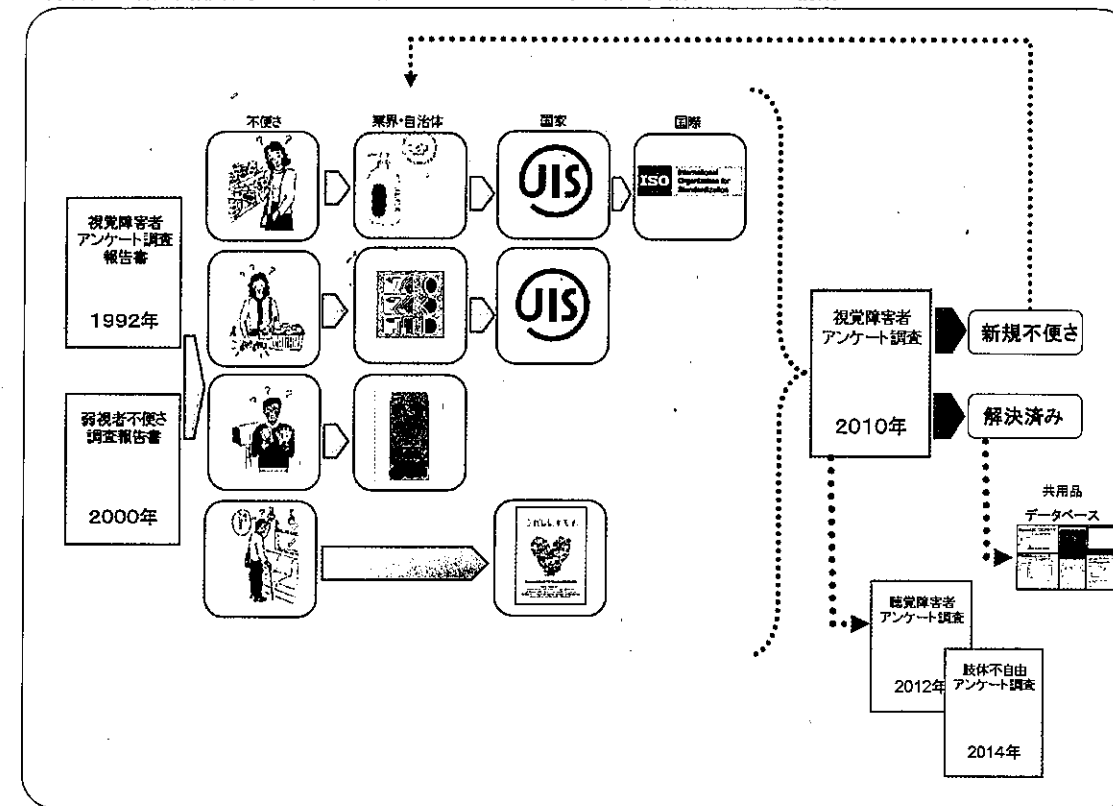 不便さ
業界・自治体
国家
国際
JIS
ISO
International
Organization for
Standardization
視覚障害者
アンケート調査
報告書
1992年
JIS
弱視者不便さ
調査報告書
2000年
視覚障害者
アンケート調査
2010年
新規不便さ
解決済み
共用品
データベース
聴覚障害者
アンケート調査
2012年
肢体不自由
アンケート調査
2014年